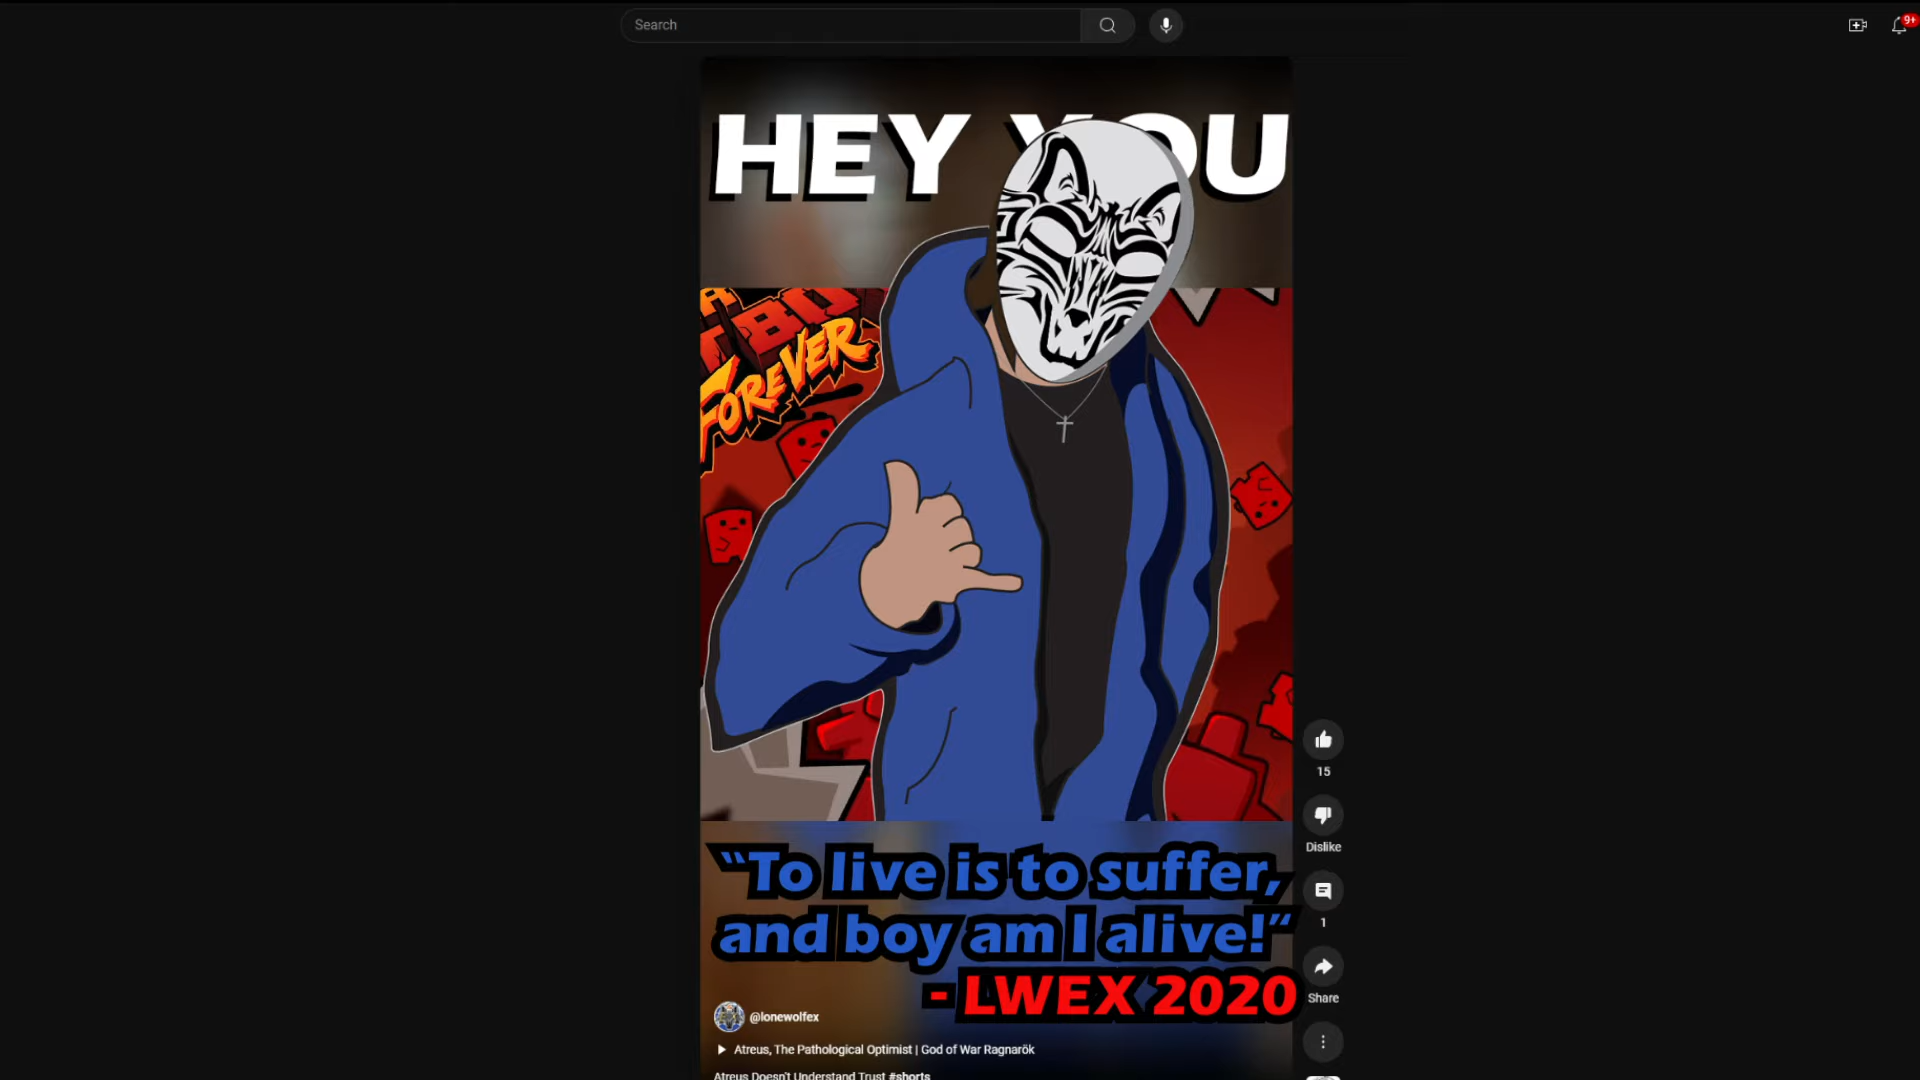 Search
9+
HEY YOU
FOREVER
15
Dislike
1
Share
“To live is to suffer,
and boy am I alive!“
- LWEX 2020
@lonewolfex
Atreus, The Pathological Optimist | God of War Ragnarök
Atreus Doesn't Understand Trust #shorts